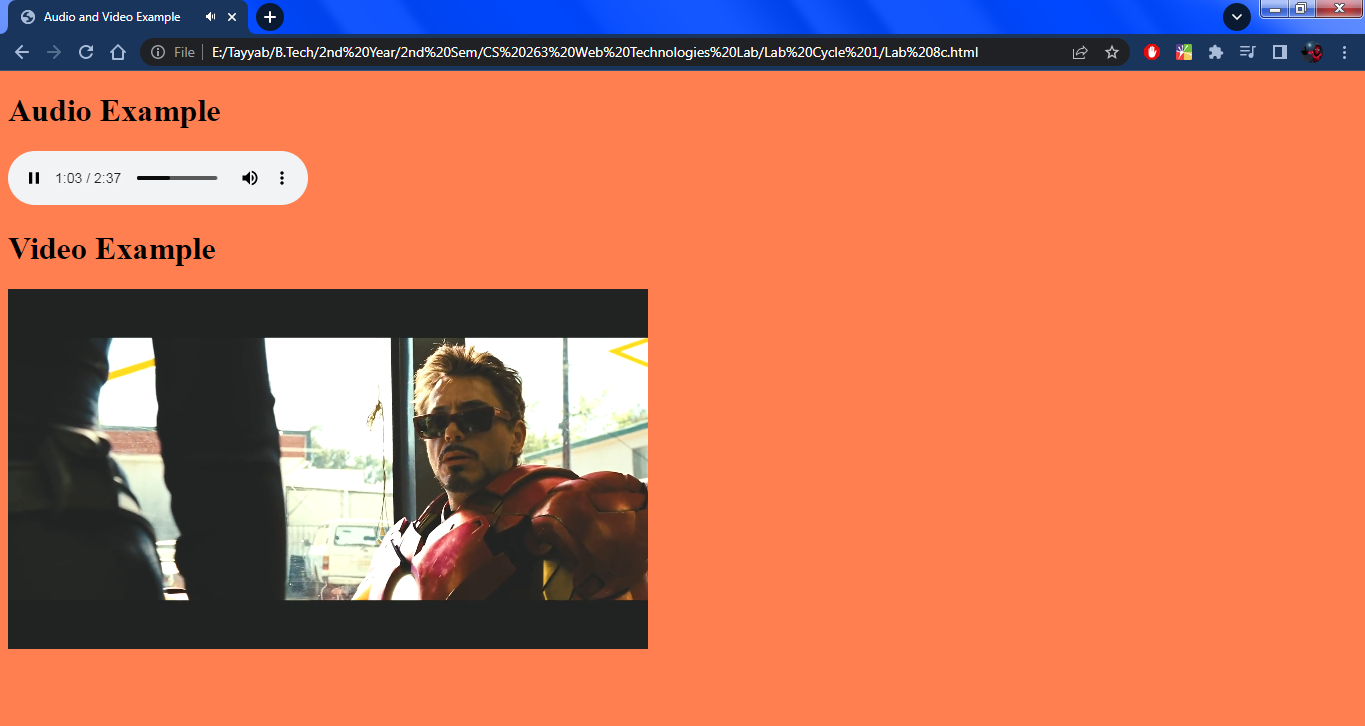 Audio and Video Example
File E:/Tayyab/B.Tech/2nd%20Year/2nd%20Sem/CS%20263%20Web%20Technologies%20Lab/Lab%20Cycle%201/Lab%208c.html
Audio Example
1:03 / 2:37
Video Example